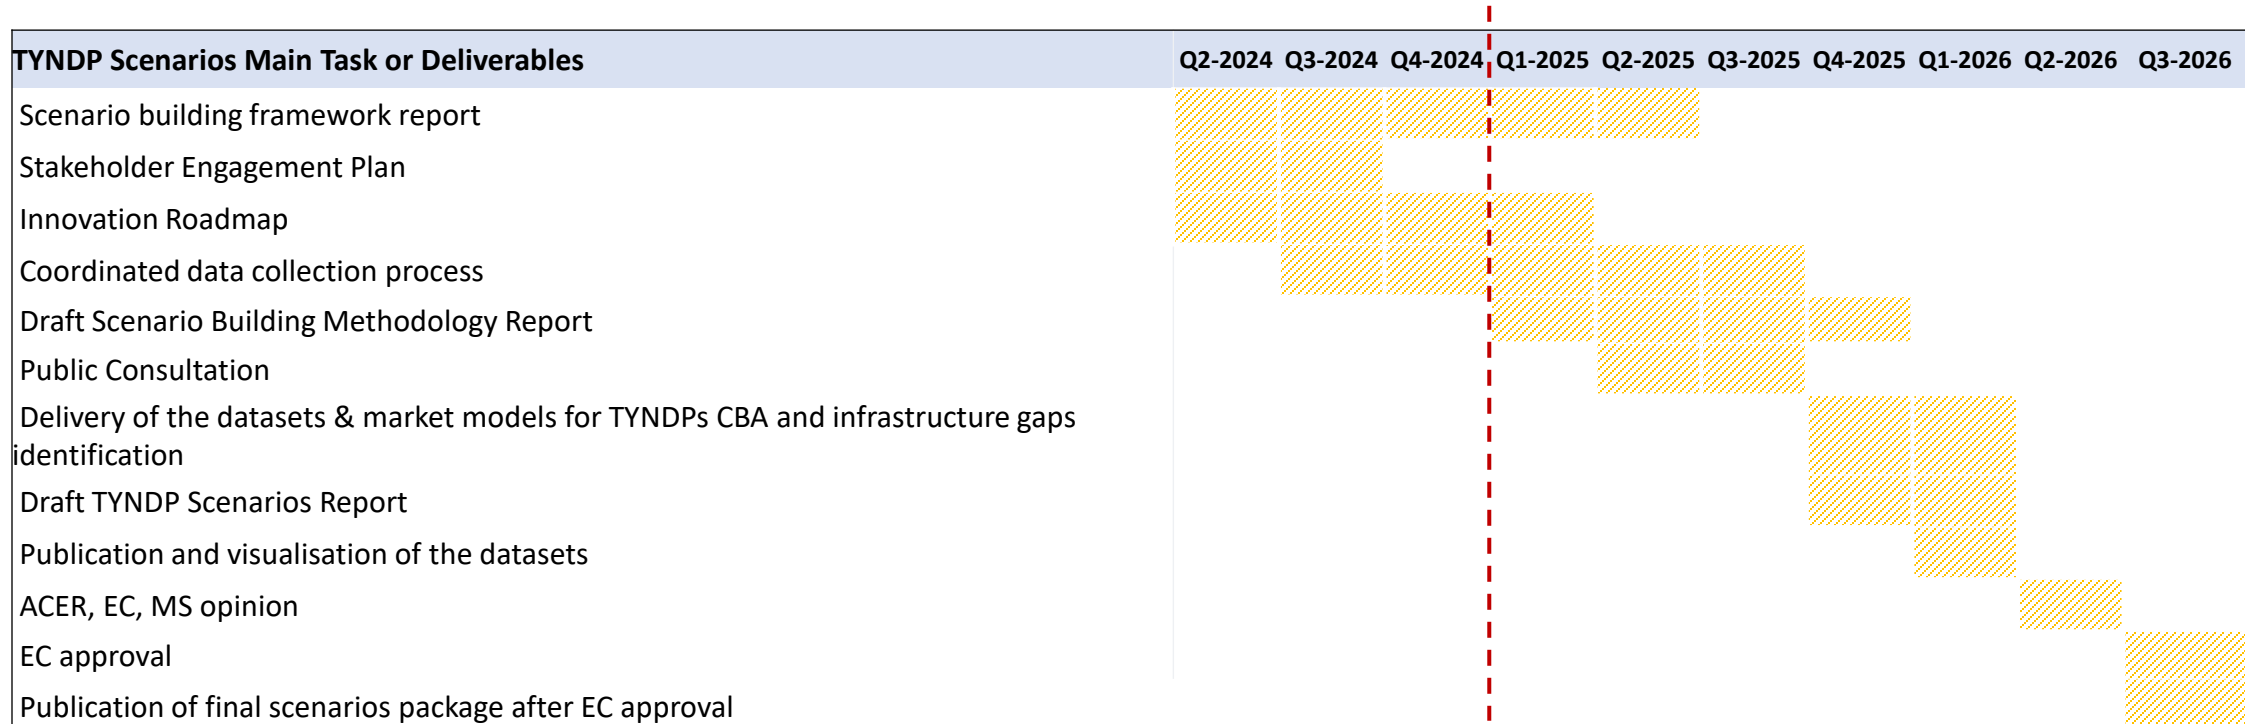 TYNDP Scenarios Main Task or Deliverables Q2-2024 Q3-2024 Q4-2024 Q1-2025 Q2-2025 Q3-2025 Q4-2025 Q1-2026 Q2-2026 Q3-2026
Scenario building framework report
Stakeholder Engagement Plan
Innovation Roadmap
Coordinated data collection process
Draft Scenario Building Methodology Report
Public Consultation
Delivery of the datasets & market models for TYNDPs CBA and infrastructure gaps
identification
Draft TYNDP Scenarios Report
Publication and visualisation of the datasets
ACER, EC, MS opinion
EC approval
Publication of final scenarios package after EC approval